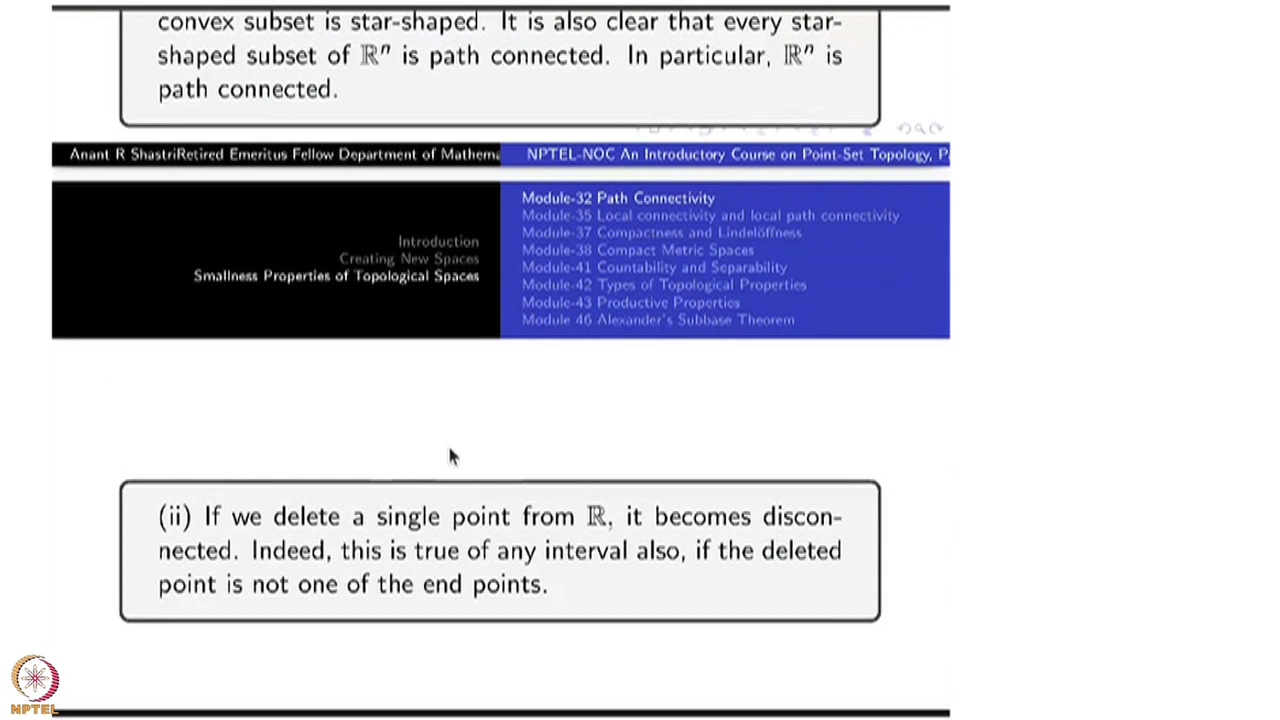 convex subset is star-shaped. It is also clear that every star-
shaped subset of ℝⁿ is path connected. In particular, ℝⁿ is
path connected.
Anant R ShastriRetired Emeritus Fellow Department of Mathema
NPTEL-NOC An Introductory Course on Point-Set Topology, P
Introduction
Creating New Spaces
Smallness Properties of Topological Spaces
Module-32 Path Connectivity
Module-35 Local connectivity and local path connectivity
Module-37 Compactness and Lindelöffness
Module-38 Compact Metric Spaces
Module-41 Countability and Separability
Module-42 Types of Topological Properties
Module-43 Productive Properties
Module 46 Alexander's Subbase Theorem
(ii) If we delete a single point from ℝ, it becomes discon-
nected. Indeed, this is true of any interval also, if the deleted
point is not one of the end points.
NPTEL